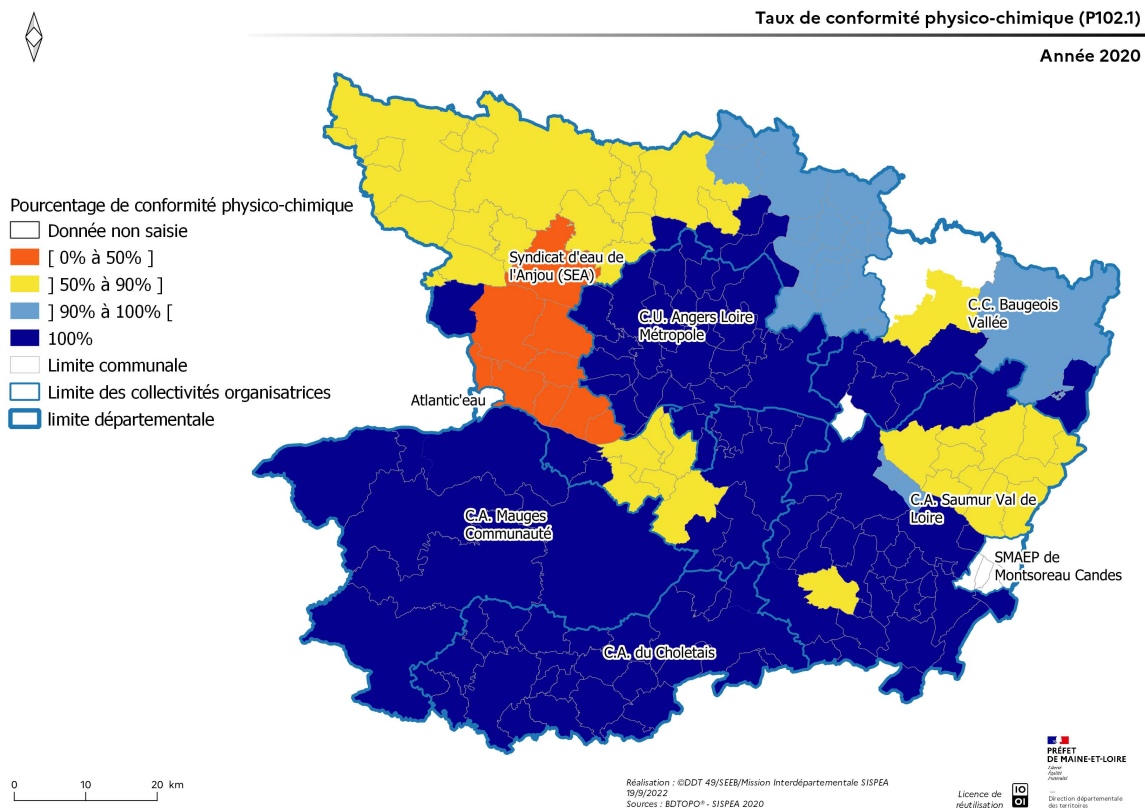 Taux de conformité physico-chimique (P102.1)
Année 2020
Pourcentage de conformité physico-chimique
Donnée non saisie
[ 0% à 50% ]
] 50% à 90% ]
] 90% à 100% [
100%
Limite communale
Limite des collectivités organisatrices
limite départementale
Syndicat d'eau de
l'Anjou (SEA)
C.U. Angers Loire
Métropole
C.C. Baugeois
Vallée
Atlantic'eau
C.A. Mauges
Communauté
C.A. Saumur Val de
Loire
SMAEP de
Montsoreau Candes
C.A. du Choletais
0 10 20 km
Réalisation : ©DDT 49/SEEB/Mission Interdépartementale SISPEA
19/9/2022
Sources : BDTOPO® - SISPEA 2020
Licence de
réutilisation
PRÉFET
DE MAINE-ET-LOIRE
Liberté
Égalité
Fraternité
Direction départementale
des territoires